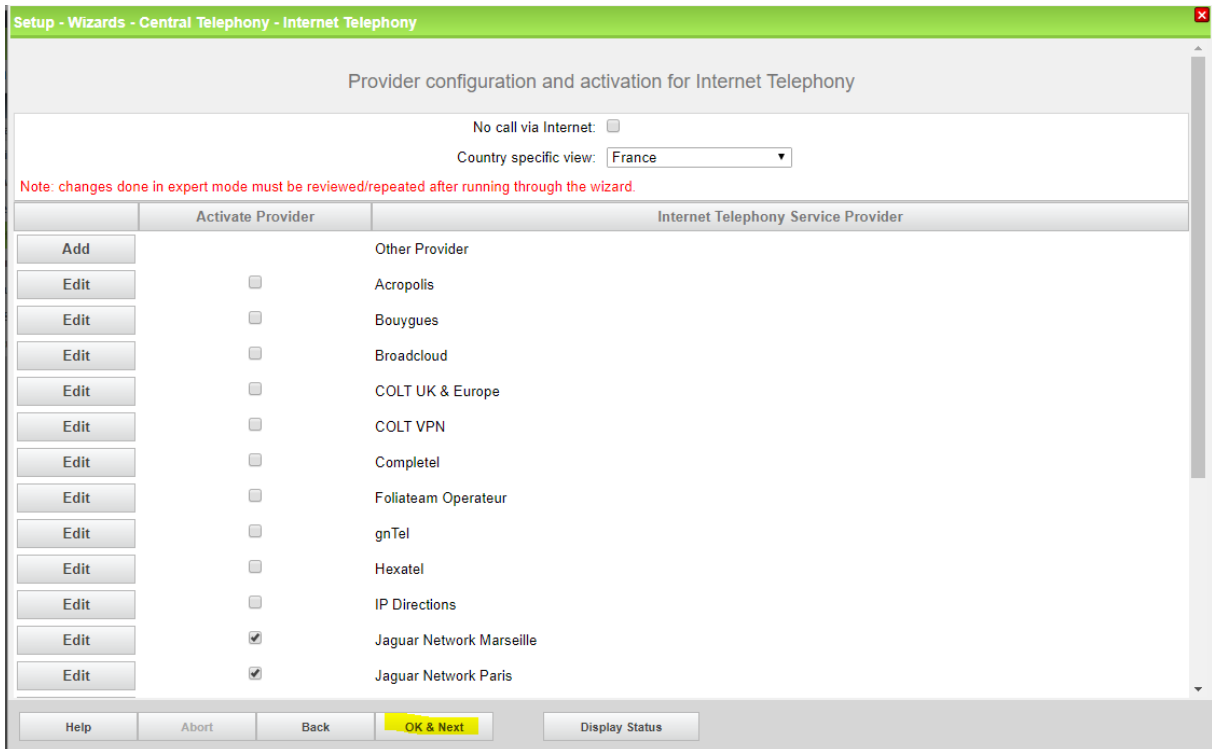 Setup - Wizards - Central Telephony - Internet Telephony
Provider configuration and activation for Internet Telephony
No call via Internet:
Country specific view: France
Note: changes done in expert mode must be reviewed/repeated after running through the wizard.
Activate Provider Internet Telephony Service Provider
Add Other Provider
Edit Acropolis
Edit Bouygues
Edit Broadcloud
Edit COLT UK & Europe
Edit COLT VPN
Edit Completel
Edit Foliateam Operateur
Edit gnTel
Edit Hexatel
Edit IP Directions
Edit Jaguar Network Marseille
Edit Jaguar Network Paris
Help Abort Back OK & Next Display Status